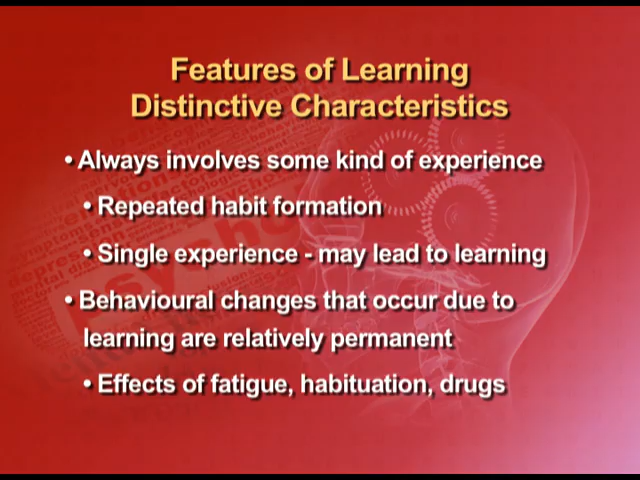 Features of Learning
Distinctive Characteristics
• Always involves some kind of experience
• Repeated habit formation
• Single experience - may lead to learning
• Behavioural changes that occur due to
learning are relatively permanent
• Effects of fatigue, habituation, drugs